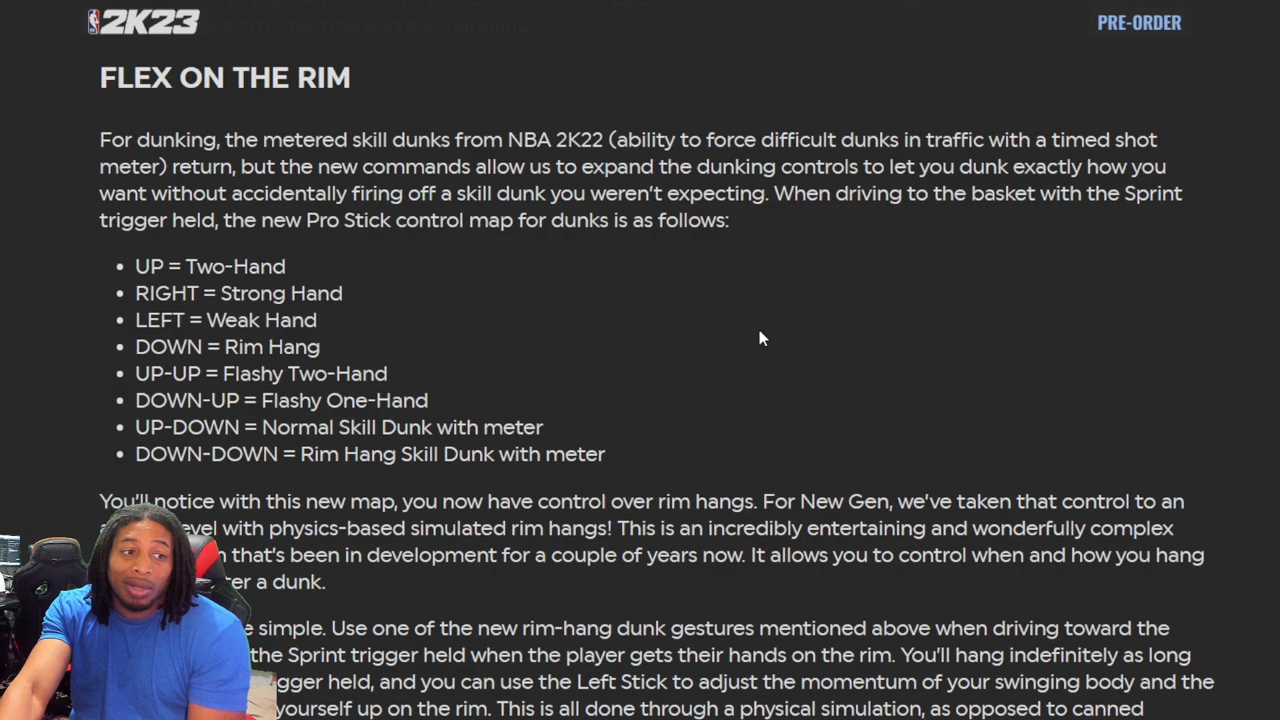 2K23
PRE-ORDER
FLEX ON THE RIM
For dunking, the metered skill dunks from NBA 2K22 (ability to force difficult dunks in traffic with a timed shot
meter) return, but the new commands allow us to expand the dunking controls to let you dunk exactly how you
want without accidentally firing off a skill dunk you weren't expecting. When driving to the basket with the Sprint
trigger held, the new Pro Stick control map for dunks is as follows:
• UP = Two-Hand
• RIGHT = Strong Hand
• LEFT = Weak Hand
• DOWN = Rim Hang
• UP-UP = Flashy Two-Hand
• DOWN-UP = Flashy One-Hand
• UP-DOWN = Normal Skill Dunk with meter
• DOWN-DOWN = Rim Hang Skill Dunk with meter
You'll notice with this new map, you now have control over rim hangs. For New Gen, we've taken that control to an
level with physics-based simulated rim hangs! This is an incredibly entertaining and wonderfully complex
that's been in development for a couple of years now. It allows you to control when and how you hang
a dunk.
simple. Use one of the new rim-hang dunk gestures mentioned above when driving toward the
the Sprint trigger held when the player gets their hands on the rim. You'll hang indefinitely as long
held, and you can use the Left Stick to adjust the momentum of your swinging body and the
yourself up on the rim. This is all done through a physical simulation, as opposed to canned